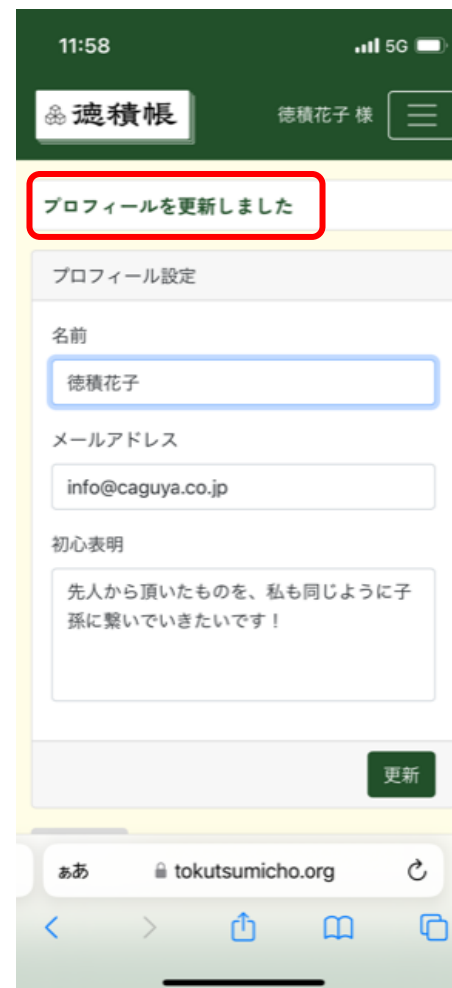 11:58
5G
徳積帳
徳積花子 様
プロフィールを更新しました
プロフィール設定
名前
徳積花子
メールアドレス
info@caguya.co.jp
初心表明
先人から頂いたものを、私も同じように子
孫に繋いでいきたいです！
更新
ぁあ
tokutsumicho.org